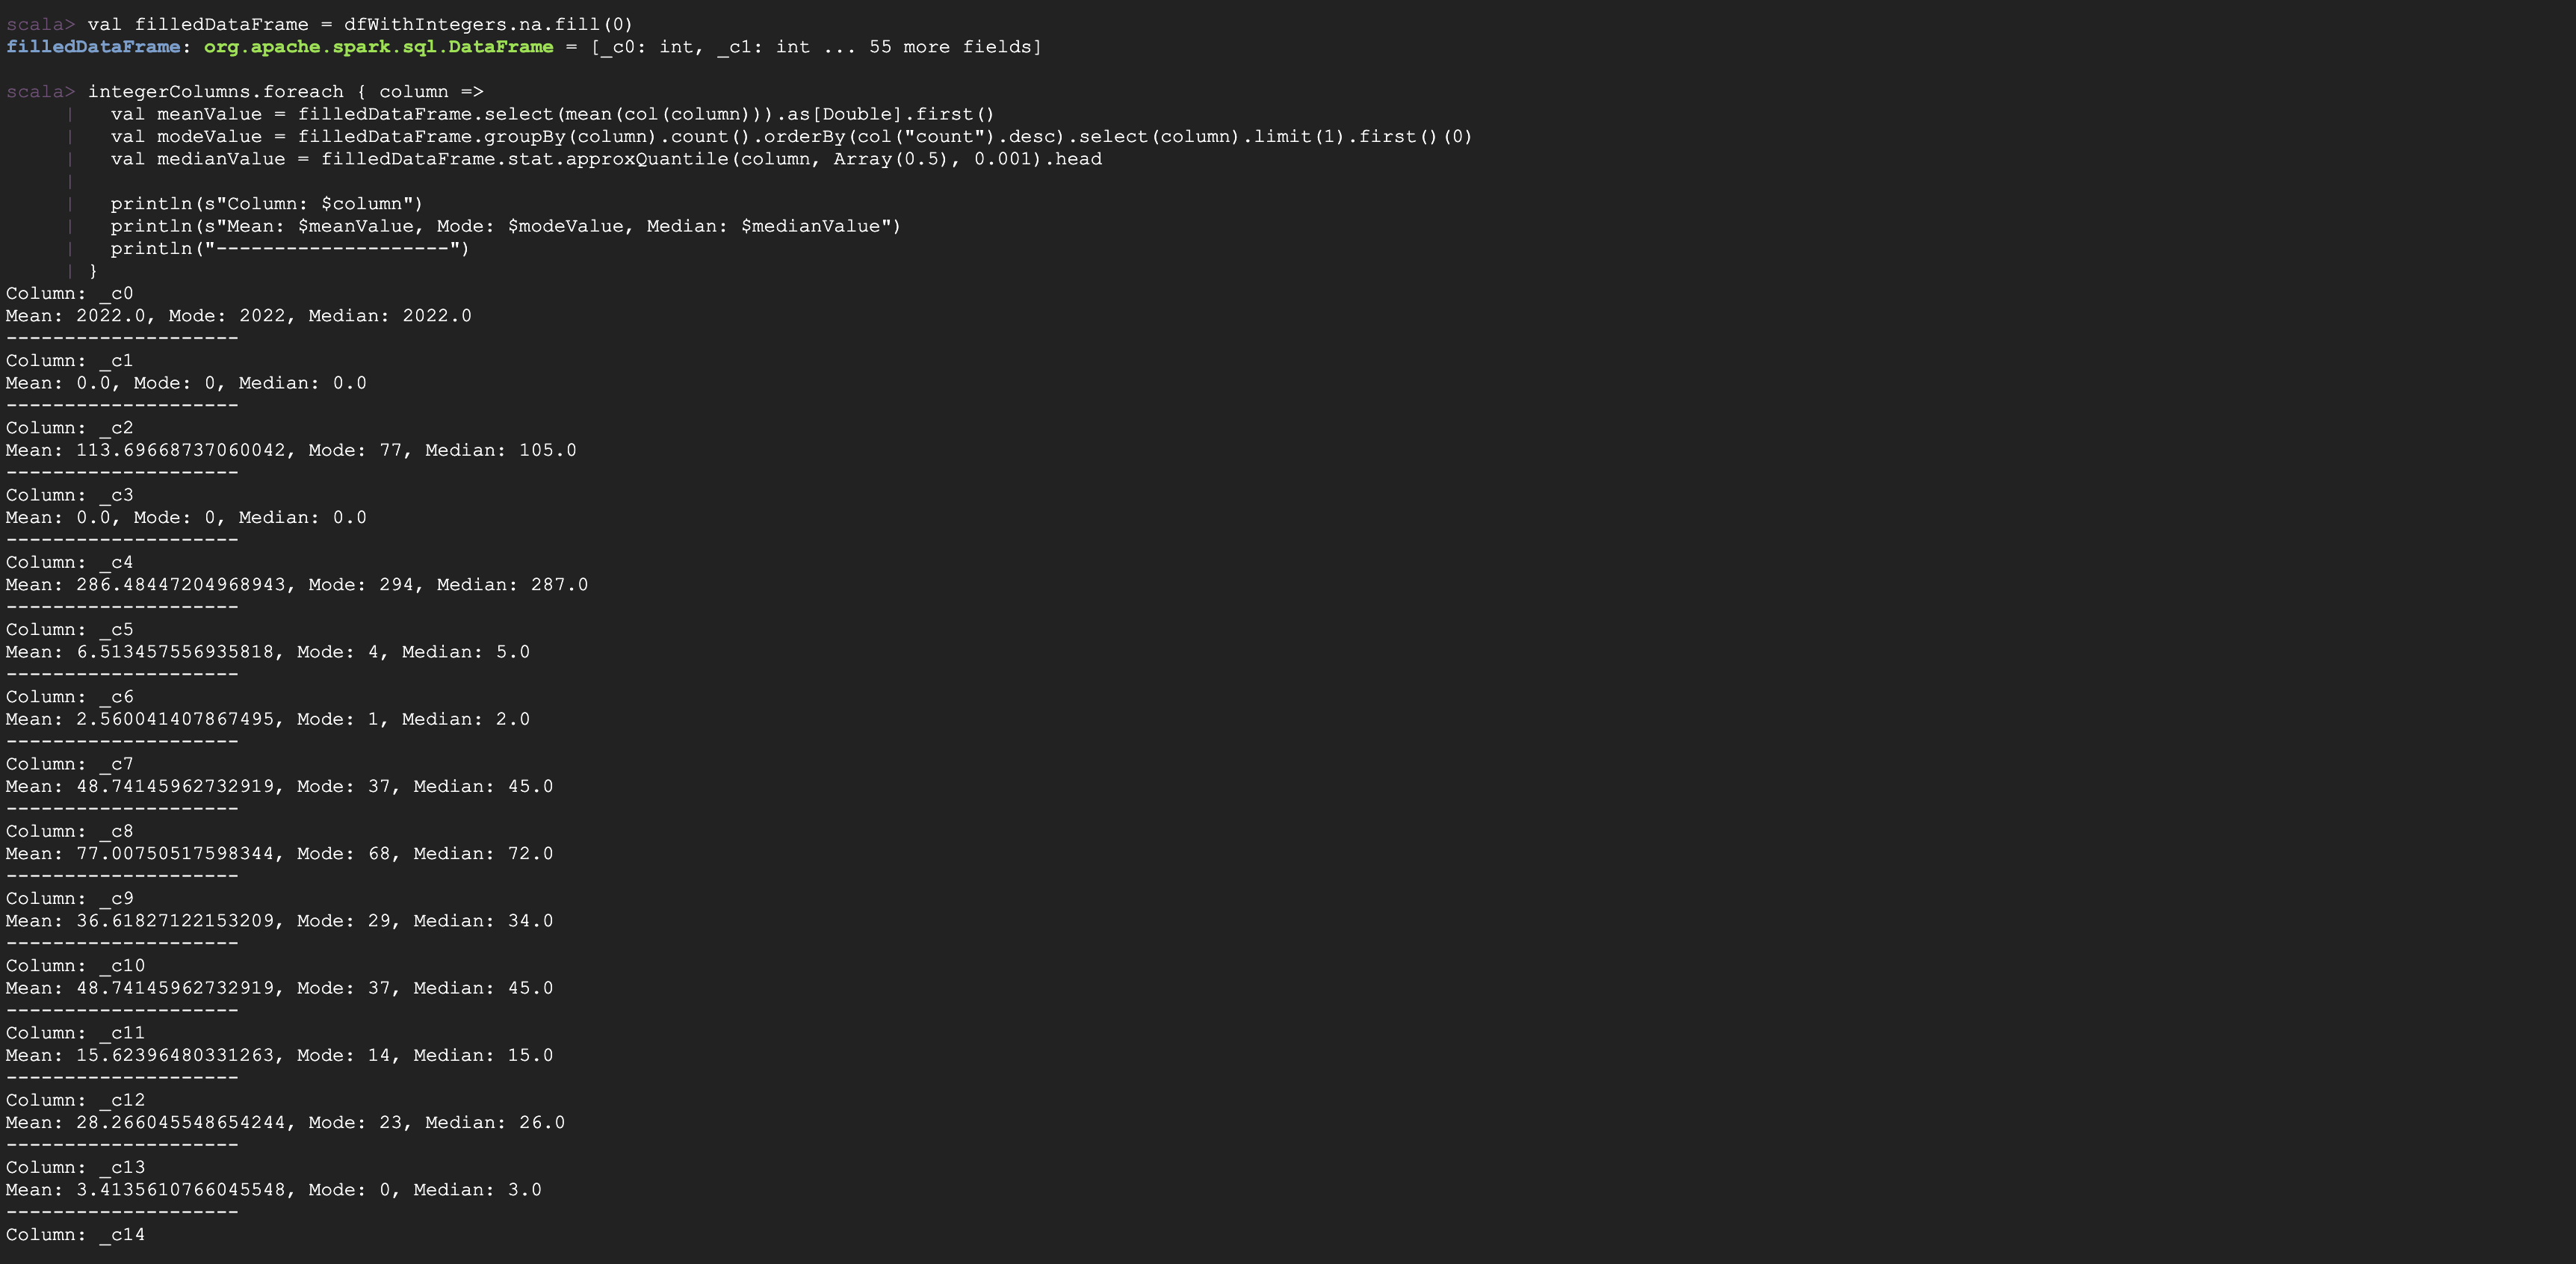 scala> val filledDataFrame = dfWithIntegers.na.fill(0)
filledDataFrame: org.apache.spark.sql.DataFrame = [_c0: int, _c1: int ... 55 more fields]
scala> integerColumns.foreach { column =>
     |   val meanValue = filledDataFrame.select(mean(col(column))).as[Double].first()
     |   val modeValue = filledDataFrame.groupBy(column).count().orderBy(col("count").desc).select(column).limit(1).first()(0)
     |   val medianValue = filledDataFrame.stat.approxQuantile(column, Array(0.5), 0.001).head
     |
     |   println(s"Column: $column")
     |   println(s"Mean: $meanValue, Mode: $modeValue, Median: $medianValue")
     |   println("--------------------")
     | }
Column: _c0
Mean: 2022.0, Mode: 2022, Median: 2022.0
--------------------
Column: _c1
Mean: 0.0, Mode: 0, Median: 0.0
--------------------
Column: _c2
Mean: 113.69668737060042, Mode: 77, Median: 105.0
--------------------
Column: _c3
Mean: 0.0, Mode: 0, Median: 0.0
--------------------
Column: _c4
Mean: 286.48447204968943, Mode: 294, Median: 287.0
--------------------
Column: _c5
Mean: 6.513457556935818, Mode: 4, Median: 5.0
--------------------
Column: _c6
Mean: 2.560041407867495, Mode: 1, Median: 2.0
--------------------
Column: _c7
Mean: 48.74145962732919, Mode: 37, Median: 45.0
--------------------
Column: _c8
Mean: 77.00750517598344, Mode: 68, Median: 72.0
--------------------
Column: _c9
Mean: 36.61827122153209, Mode: 29, Median: 34.0
--------------------
Column: _c10
Mean: 48.74145962732919, Mode: 37, Median: 45.0
--------------------
Column: _c11
Mean: 15.62396480331263, Mode: 14, Median: 15.0
--------------------
Column: _c12
Mean: 28.266045548654244, Mode: 23, Median: 26.0
--------------------
Column: _c13
Mean: 3.4135610766045548, Mode: 0, Median: 3.0
--------------------
Column: _c14